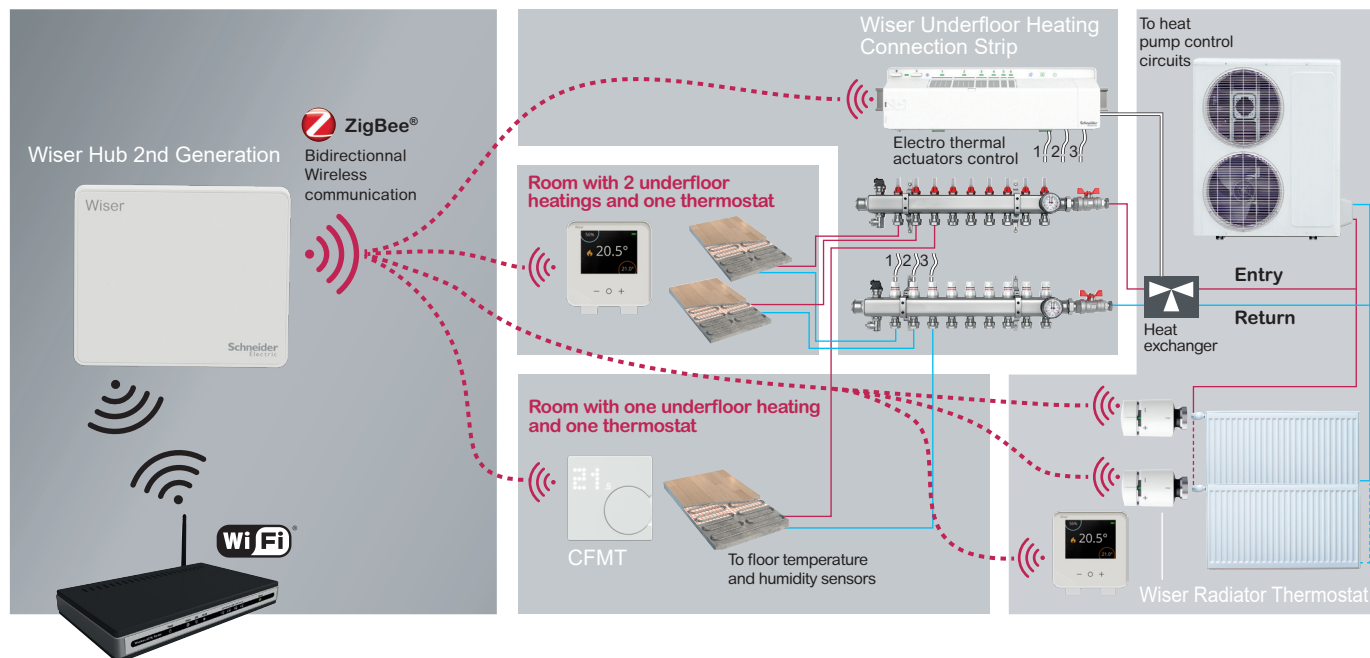 Wiser Hub 2nd Generation
Wiser
Schneider
Electric
ZigBee®
Bidirectionnal
Wireless
communication
Wi Fi®
Wiser Underfloor Heating
Connection Strip
Schneider
Electro thermal
actuators control
1 2 3
Room with 2 underfloor
heatings and one thermostat
50%
20.5°
21.0°
− O +
1 2 3
Room with one underfloor heating
and one thermostat
21
CFMT
To floor temperature
and humidity sensors
To heat
pump control
circuits
Entry
Return
Heat
exchanger
50%
20.5°
21.0°
− O +
Wiser Radiator Thermostat